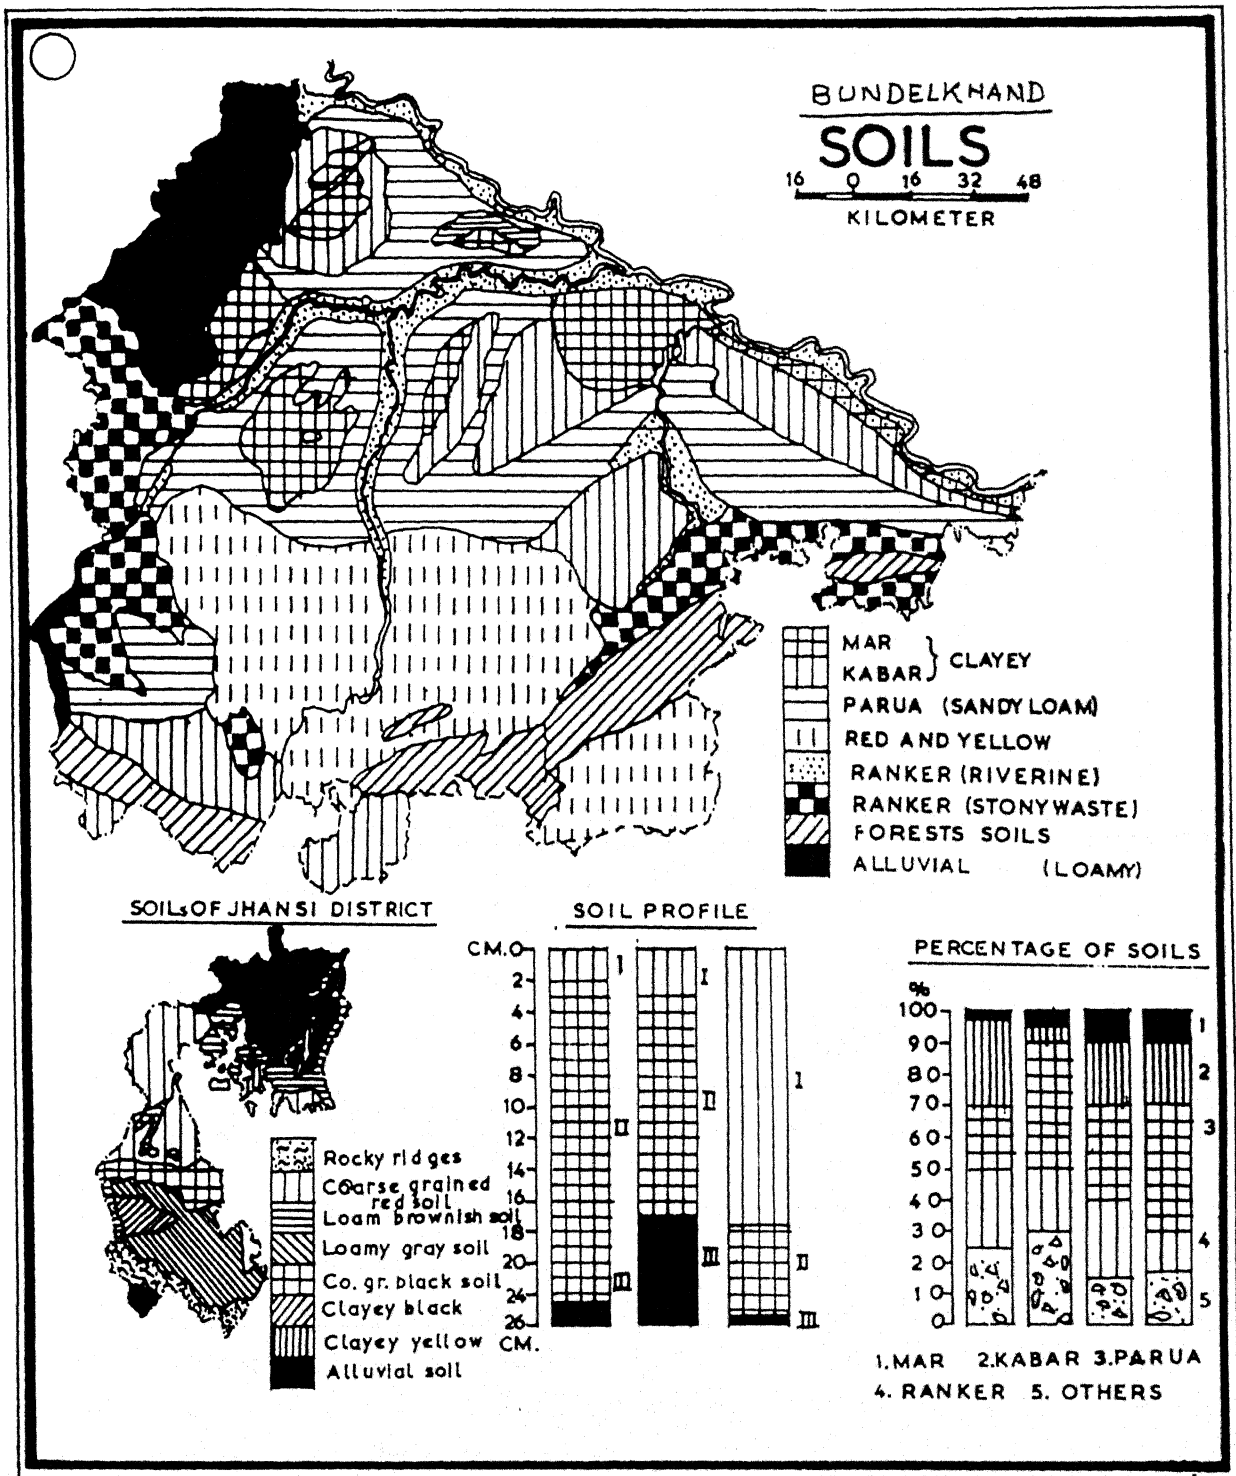 BUNDELKHAND
SOILS
16 0 16 32 48
KILOMETER
MAR
KABAR } CLAYEY
PARUA (SANDY LOAM)
RED AND YELLOW
RANKER (RIVERINE)
RANKER (STONYWASTE)
FORESTS SOILS
ALLUVIAL (LOAMY)
SOILS OF JHANSI DISTRICT
Rocky ridges
Coarse grained
red soil
Loam brownish soil
Loamy gray soil
Co. gr. black soil
Clayey black
Clayey yellow
Alluvial soil
SOIL PROFILE
CM. 0
2
4
6
8
10
12
14
16
18
20
22
24
26
CM.
I
II
III
I
II
III
I
II
III
PERCENTAGE OF SOILS
%
100
90
80
70
60
50
40
30
20
10
0
1
2
3
4
5
1.MAR 2.KABAR 3.PARUA
4. RANKER 5. OTHERS